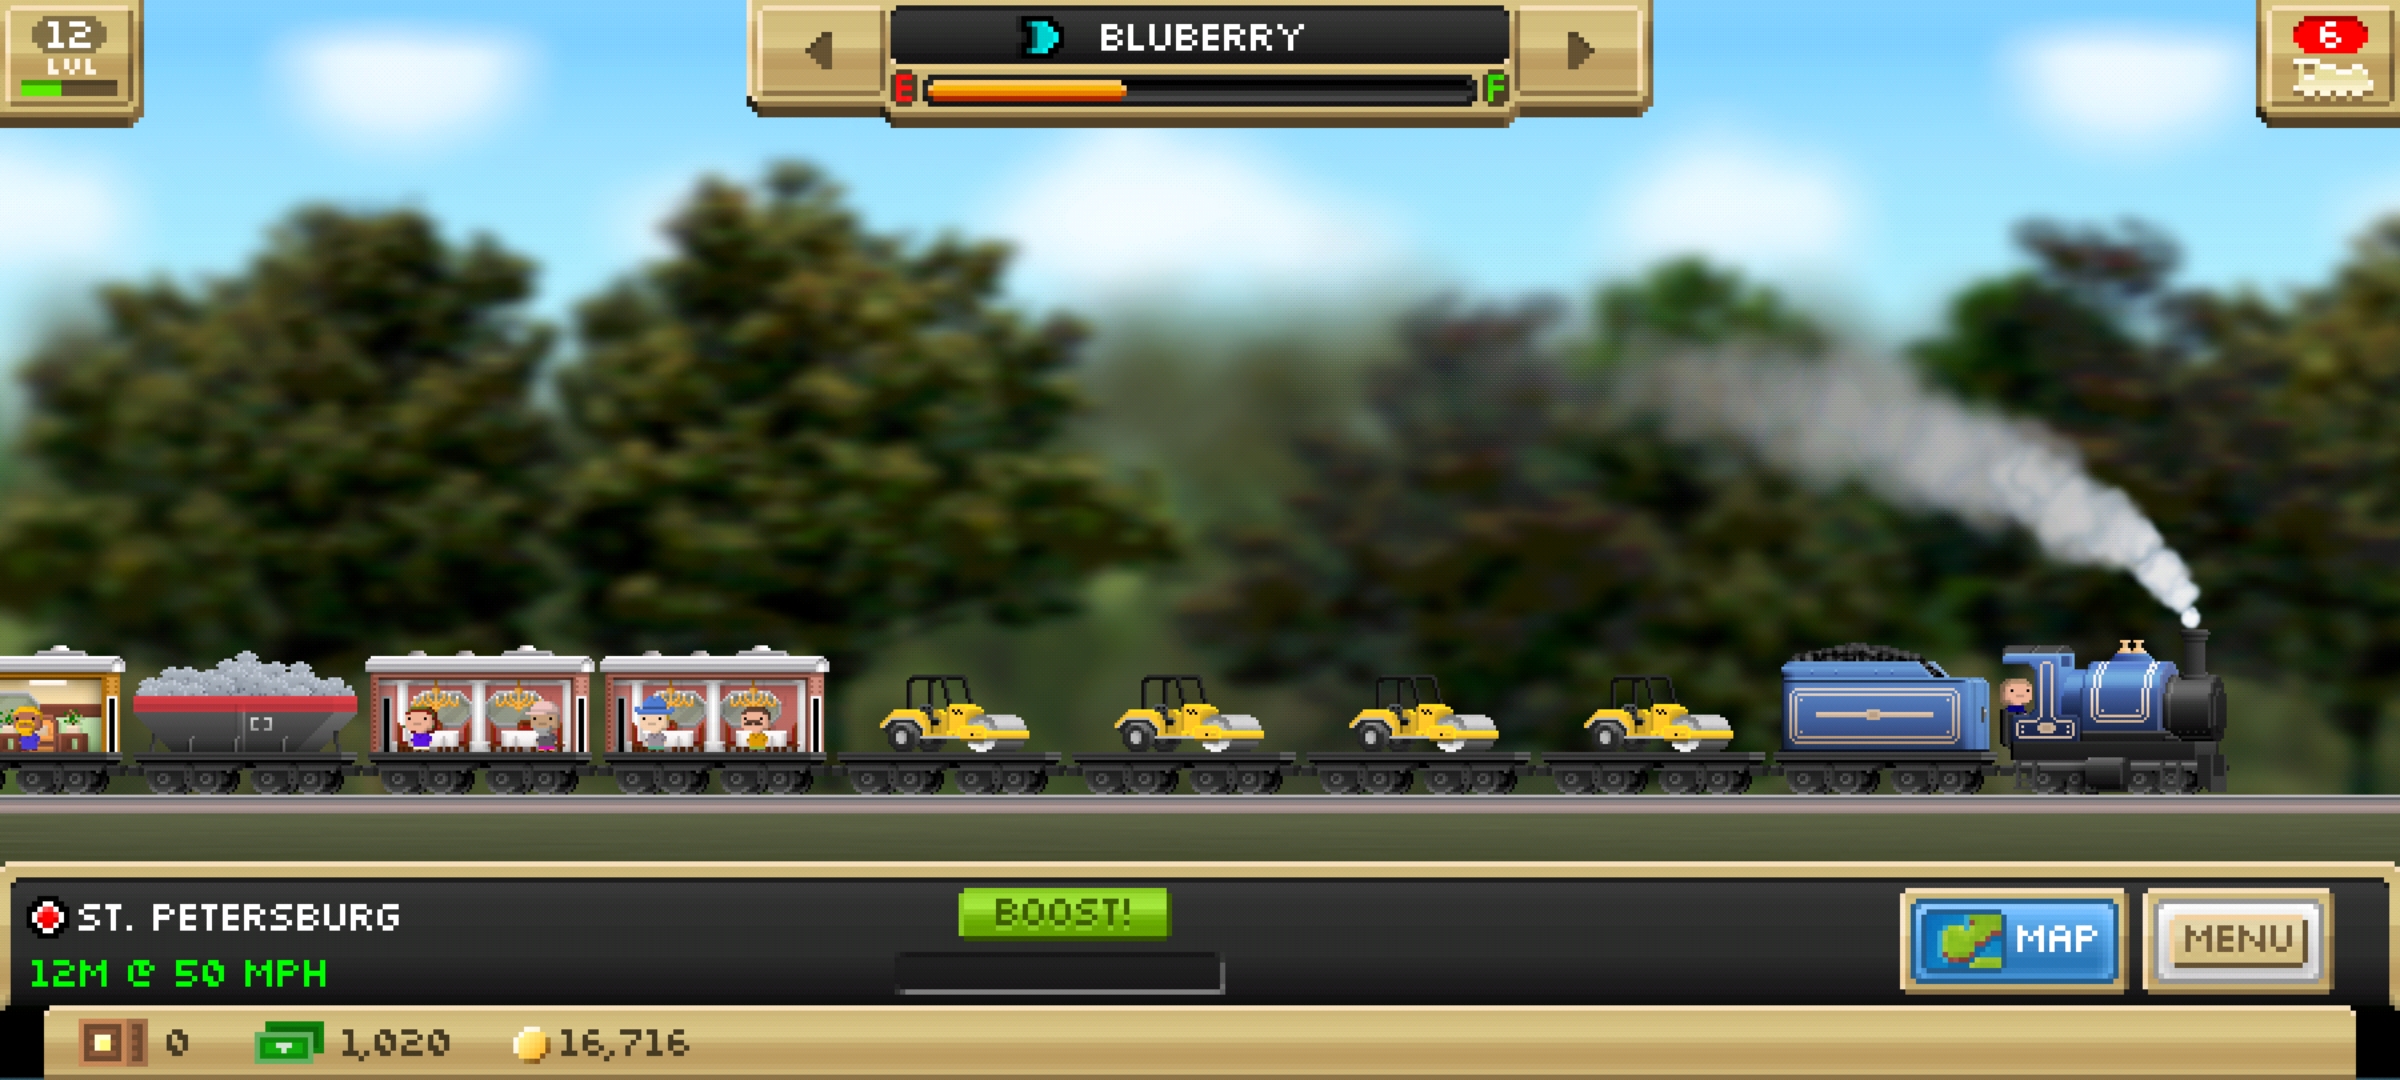 12
LVL
BLUBERRY
E F
6
ST. PETERSBURG
12M @ 50 MPH
BOOST!
MAP
MENU
0
1,020
16,716